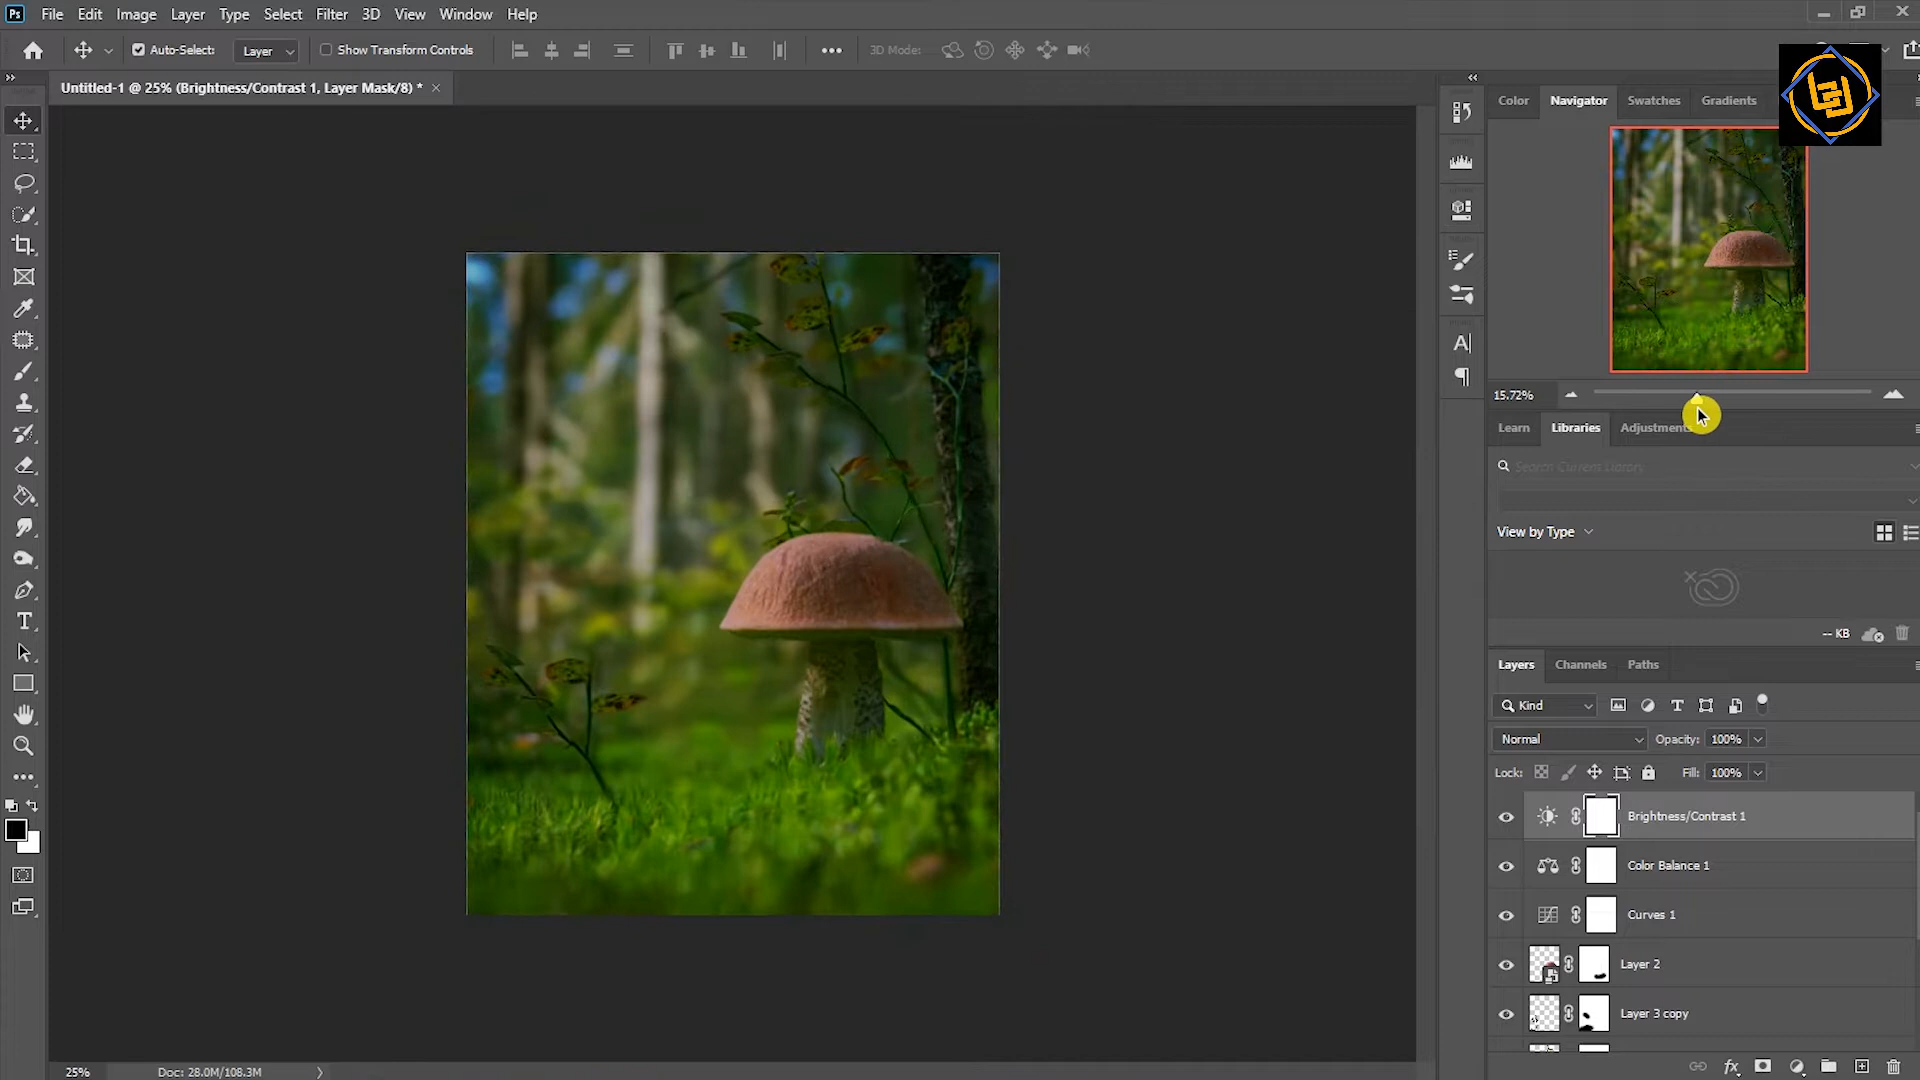 Ps File Edit Image Layer Type Select Filter 3D View Window Help
Auto-Select: Layer Show Transform Controls 3D Mode:
Untitled-1 @ 25% (Brightness/Contrast 1, Layer Mask/8) *
Color Navigator Swatches Gradients
15.72%
Learn Libraries Adjustments
Search Current Library
View by Type
-- KB
Layers Channels Paths
Kind
Normal Opacity: 100%
Lock: Fill: 100%
Brightness/Contrast 1
Color Balance 1
Curves 1
Layer 2
Layer 3 copy
25% Doc: 28.0M/108.3M